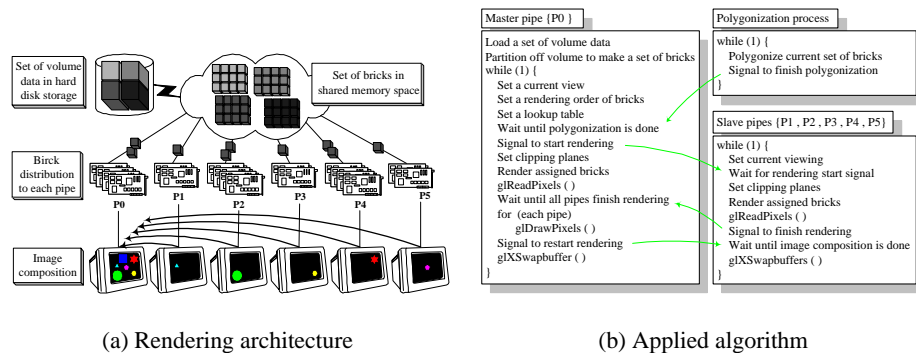 Set of volume
data in hard
disk storage
Set of bricks in
shared memory space
Birck
distribution to
each pipe
P0
P1
P2
P3
P4
P5
Image
composition
(a) Rendering architecture
Master pipe {P0 }
Load a set of volume data
Partition off volume to make a set of bricks
while (1) {
Set a current view
Set a rendering order of bricks
Set a lookup table
Wait until polygonization is done
Signal to start rendering
Set clipping planes
Render assigned bricks
glReadPixels ( )
Wait until all pipes finish rendering
for (each pipe)
glDrawPixels ( )
Signal to restart rendering
glXSwapbuffer ( )
}
Polygonization process
while (1) {
Polygonize current set of bricks
Signal to finish polygonization
}
Slave pipes {P1 , P2 , P3 , P4 , P5}
while (1) {
Set current viewing
Wait for rendering start signal
Set clipping planes
Render assigned bricks
glReadPixels ( )
Signal to finish rendering
Wait until image composition is done
glXSwapbuffers ( )
}
(b) Applied algorithm